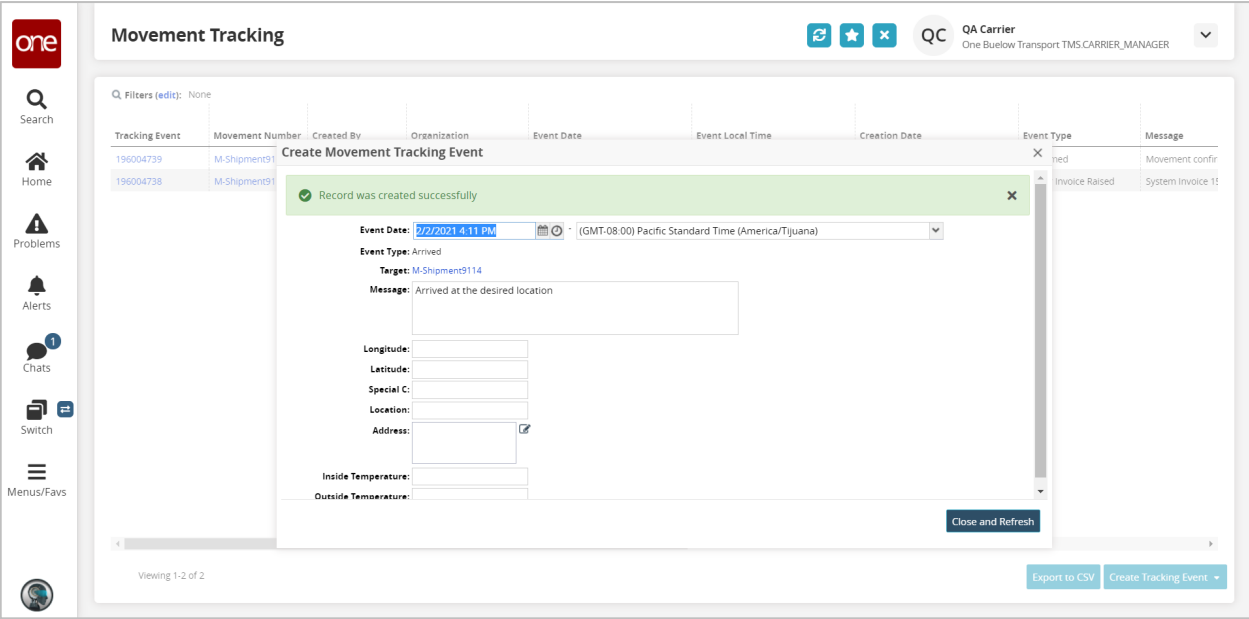 one
Movement Tracking
QC
QA Carrier
One Buelow Transport TMS.CARRIER_MANAGER
Search
Home
Problems
Alerts
1
Chats
Switch
Menus/Favs
Filters (edit): None
Tracking Event Movement Number Created By Organization Event Date Event Local Time Creation Date Event Type Message
196004739 M-Shipment91 Movement confir
196004738 M-Shipment91 Invoice Raised System Invoice 15
Create Movement Tracking Event
Record was created successfully
Event Date: 2/2/2021 4:11 PM - (GMT-08:00) Pacific Standard Time (America/Tijuana)
Event Type: Arrived
Target: M-Shipment9114
Message: Arrived at the desired location
Longitude:
Latitude:
Special C:
Location:
Address:
Inside Temperature:
Outside Temperature:
Close and Refresh
Viewing 1-2 of 2
Export to CSV
Create Tracking Event